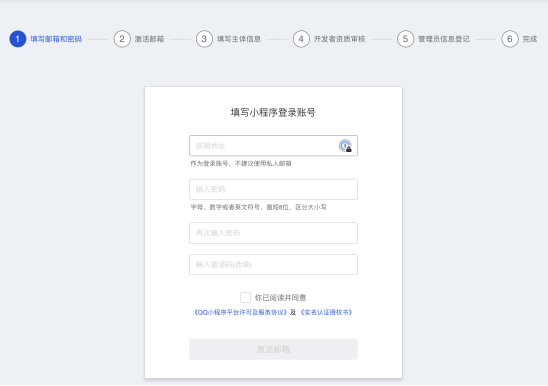 1 填写邮箱和密码 2 激活邮箱 3 填写主体信息 4 开发者资质审核 5 管理员信息登记 6 完成
填写小程序登录账号
邮箱地址
作为登录账号，不建议使用私人邮箱
输入密码
字母、数字或者英文符号，最短8位，区分大小写
再次输入密码
输入邀请码(选填)
你已阅读并同意
《QQ小程序平台许可及服务协议》及《实名认证授权书》
激活邮箱